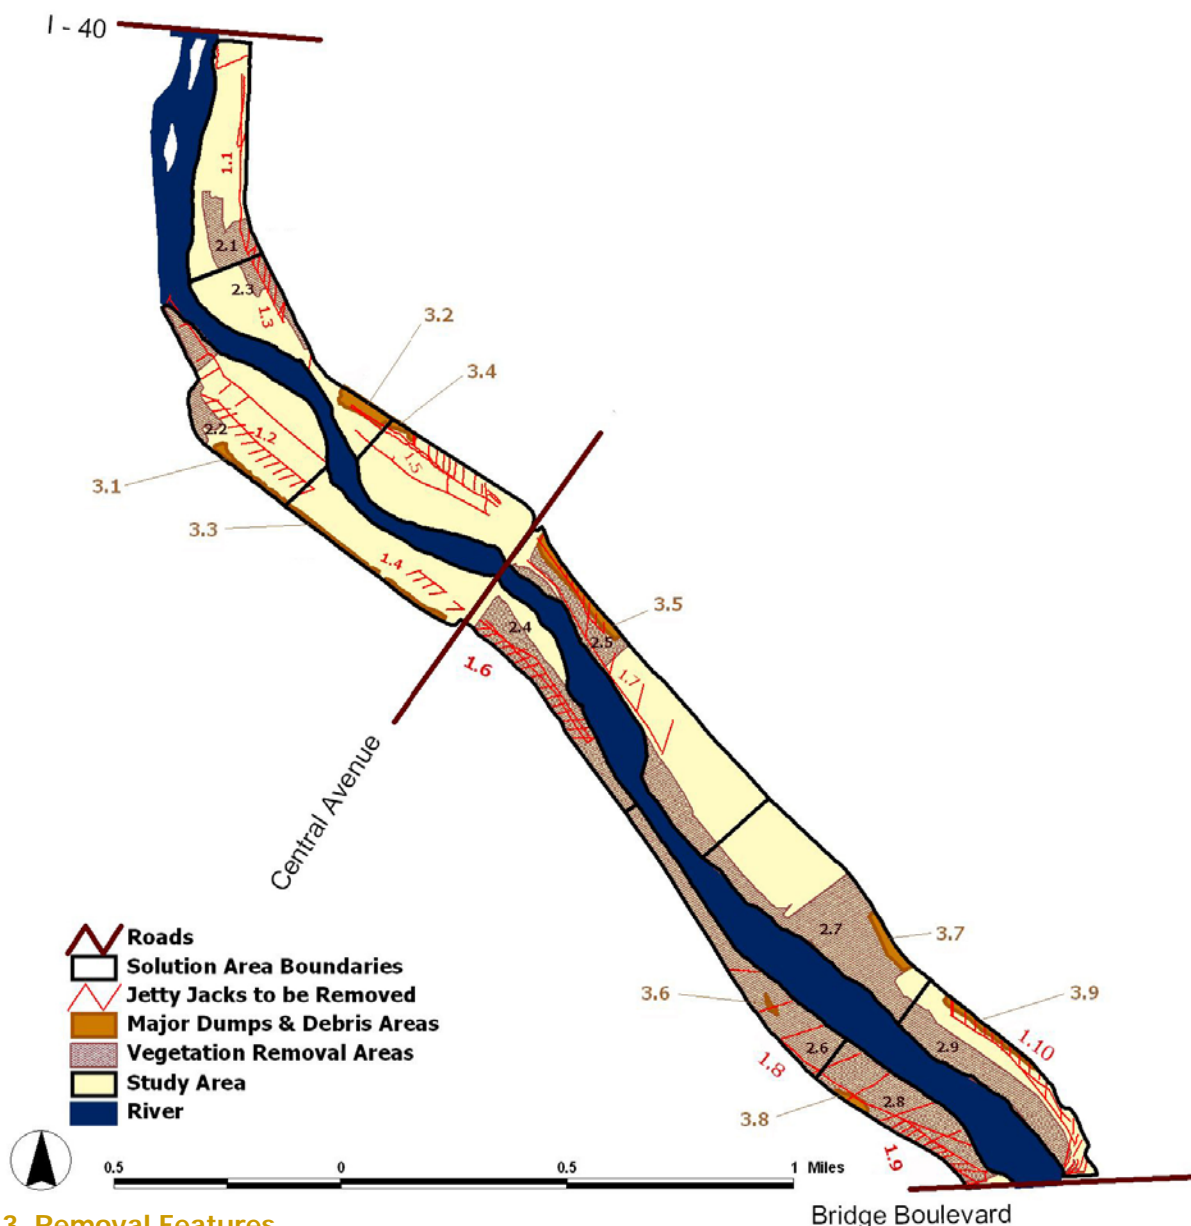 I - 40
1.1
2.1
2.3
1.3
3.2
3.4
2.2
1.2
1.5
3.1
3.3
1.4
3.5
2.4
2.5
1.6
1.7
Central Avenue
2.7
3.7
3.6
3.9
1.10
2.6
2.9
1.8
2.8
3.8
1.9
Roads
Solution Area Boundaries
Jetty Jacks to be Removed
Major Dumps & Debris Areas
Vegetation Removal Areas
Study Area
River
0.5 0 0.5 1 Miles
Bridge Boulevard
3. Removal Features